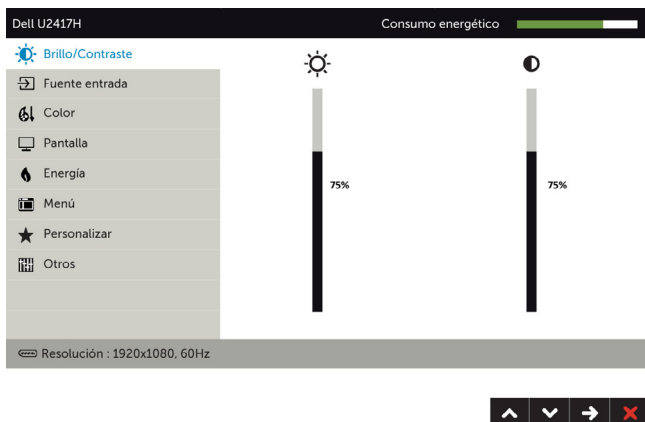 Dell U2417H
Consumo energético
Brillo/Contraste
Fuente entrada
Color
Pantalla
Energía
Menú
Personalizar
Otros
75%
75%
Resolución : 1920x1080, 60Hz